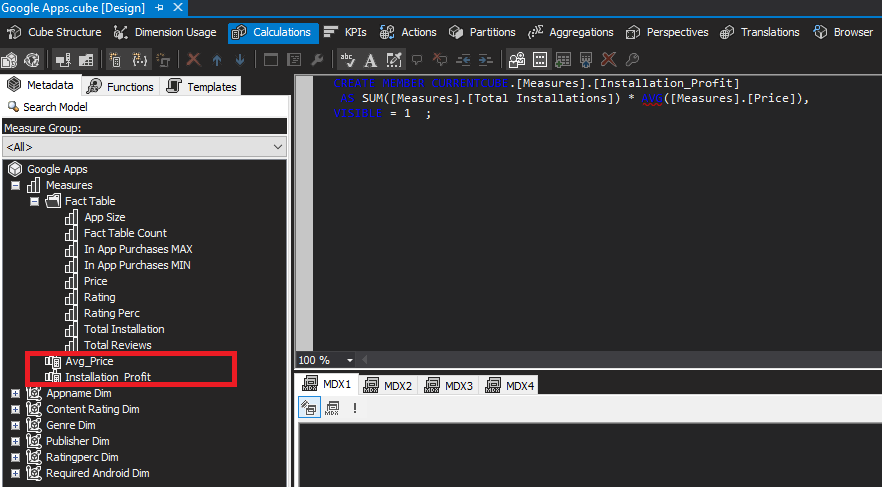 Google Apps.cube [Design]
Cube Structure
Dimension Usage
Calculations
KPIs
Actions
Partitions
Aggregations
Perspectives
Translations
Browser
Metadata
Functions
Templates
Search Model
Measure Group:
<All>
Google Apps
Measures
Fact Table
App Size
Fact Table Count
In App Purchases MAX
In App Purchases MIN
Price
Rating
Rating Perc
Total Installation
Total Reviews
Avg_Price
Installation_Profit
Appname Dim
Content Rating Dim
Genre Dim
Publisher Dim
Ratingperc Dim
Required Android Dim
CREATE MEMBER CURRENTCUBE.[Measures].[Installation_Profit]
AS SUM([Measures].[Total Installations]) * AVG([Measures].[Price]),
VISIBLE = 1 ;
100 %
MDX1
MDX2
MDX3
MDX4
MDX
!